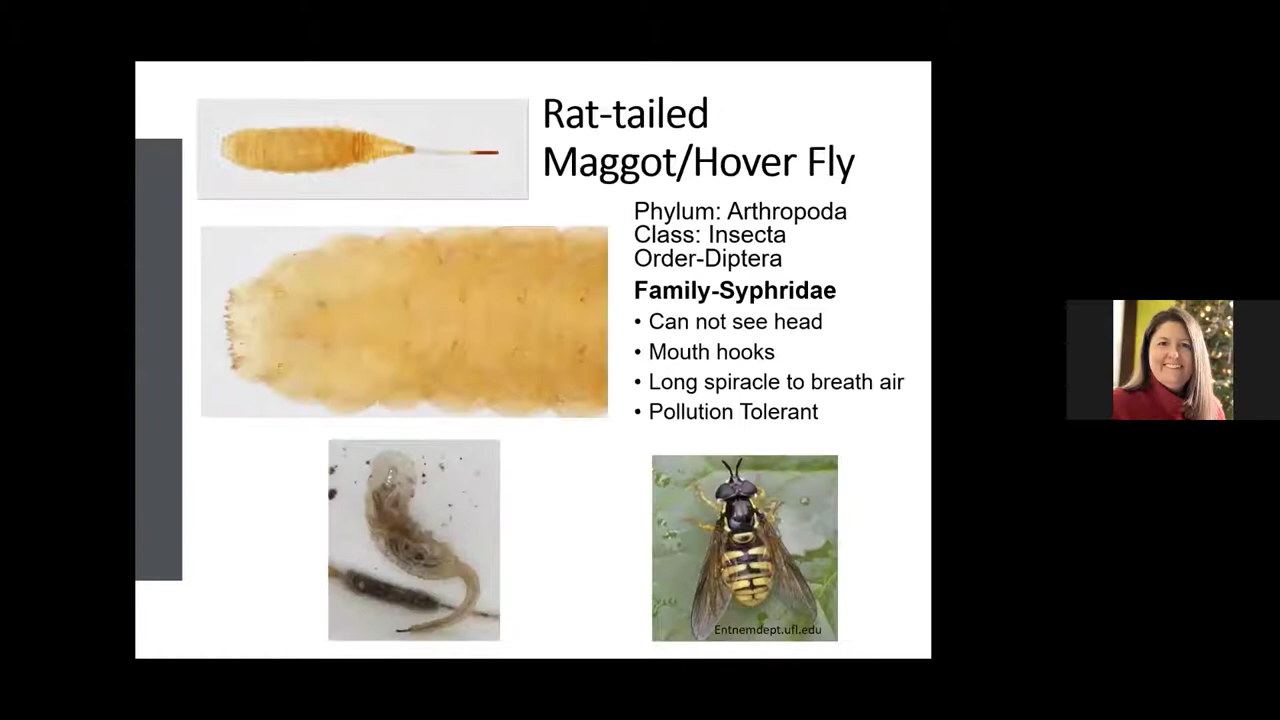 Rat-tailed
Maggot/Hover Fly
Phylum: Arthropoda
Class: Insecta
Order-Diptera
Family-Syphridae
• Can not see head
• Mouth hooks
• Long spiracle to breath air
• Pollution Tolerant
Entnemdept.ufl.edu